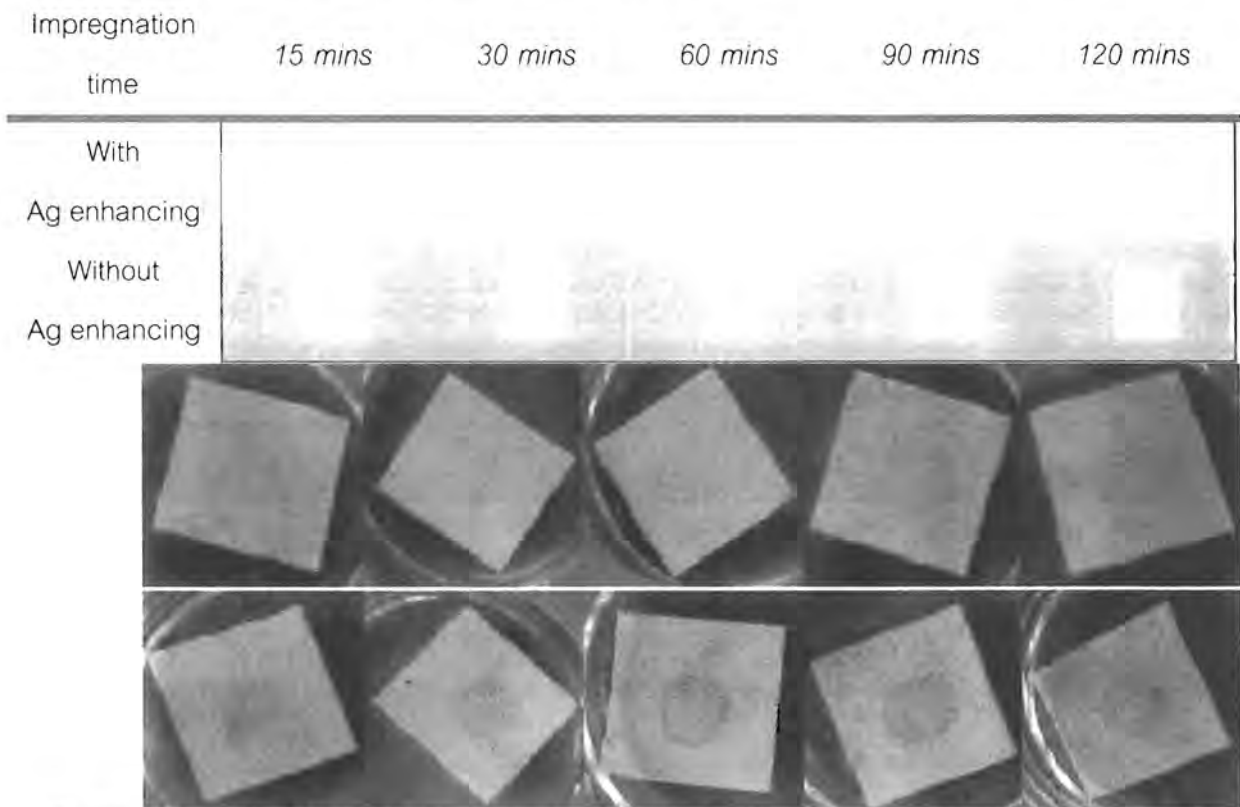 Impregnation
time
15 mins 30 mins 60 mins 90 mins 120 mins
With
Ag enhancing
Without
Ag enhancing